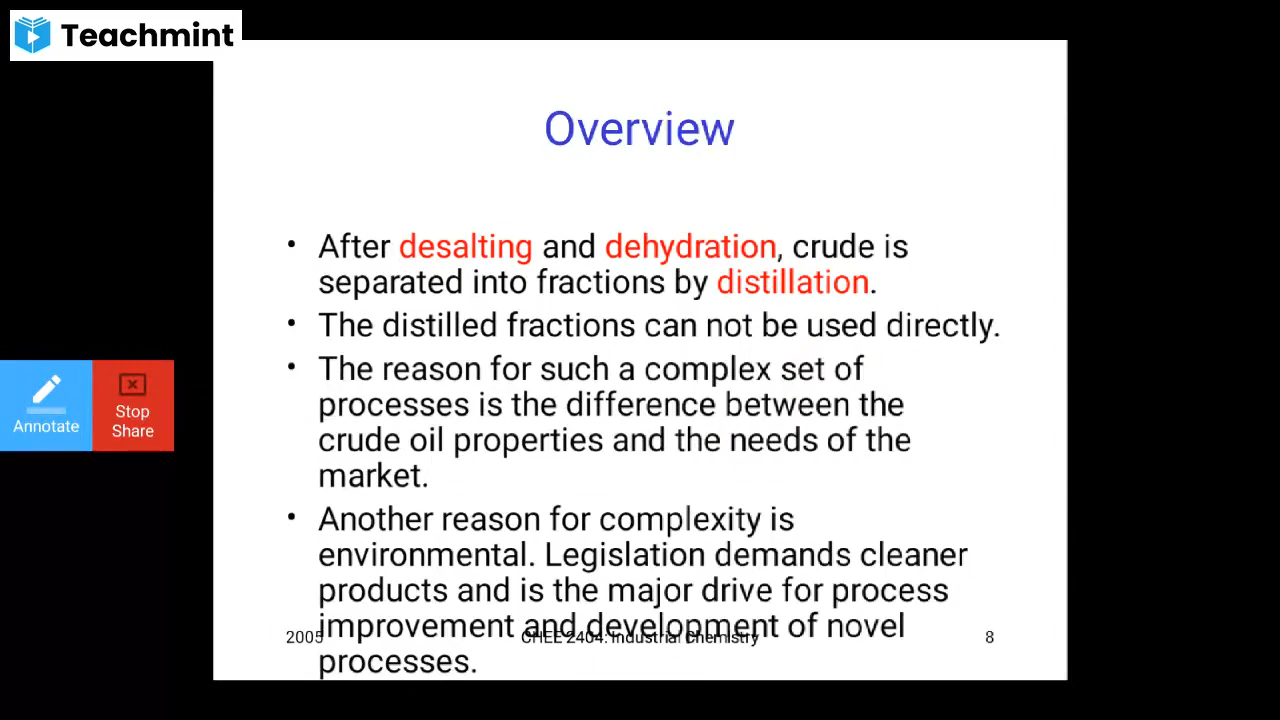 Teachmint
Overview
• After desalting and dehydration, crude is
separated into fractions by distillation.
• The distilled fractions can not be used directly.
• The reason for such a complex set of
processes is the difference between the
crude oil properties and the needs of the
market.
• Another reason for complexity is
environmental. Legislation demands cleaner
products and is the major drive for process
improvement and development of novel
processes.
2005
CHEE 2404: Industrial Chemistry
8
Annotate
Stop
Share